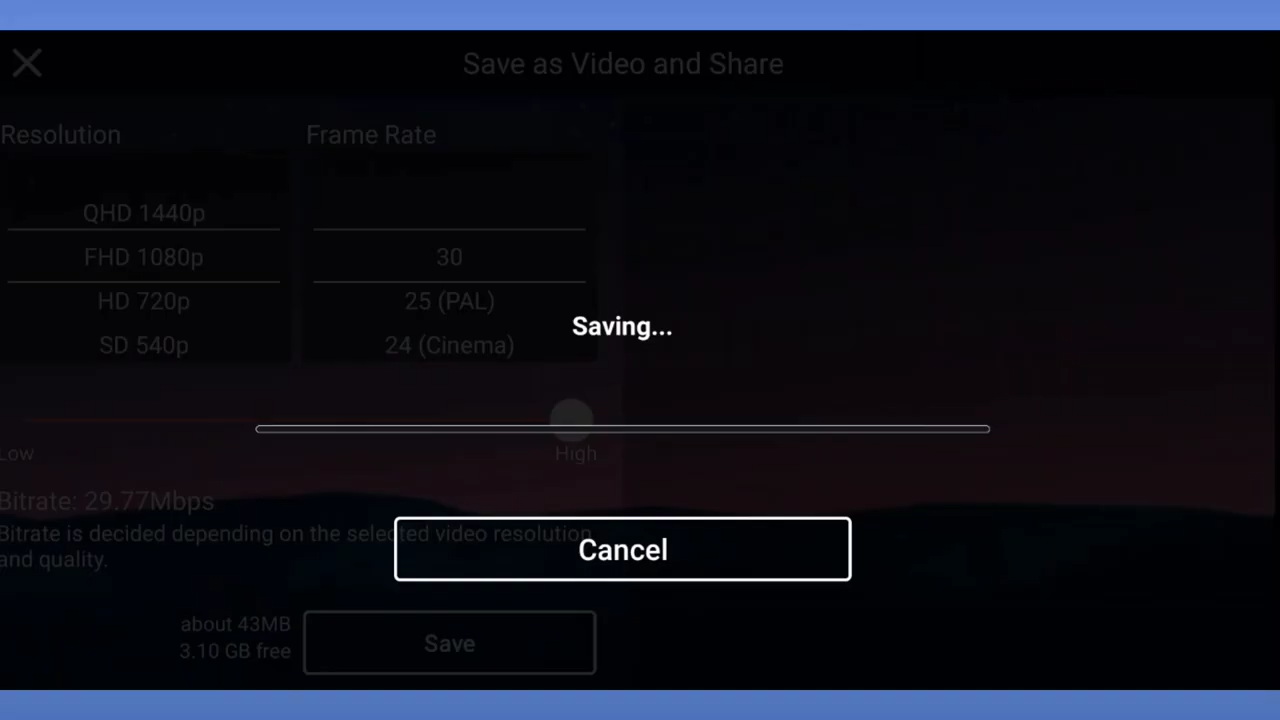 Save as Video and Share
Resolution
Frame Rate
QHD 1440p
FHD 1080p
30
HD 720p
25 (PAL)
SD 540p
24 (Cinema)
Saving...
Low
High
Bitrate: 29.77Mbps
Bitrate is decided depending on the selected video resolution
and quality.
Cancel
about 43MB
3.10 GB free
Save